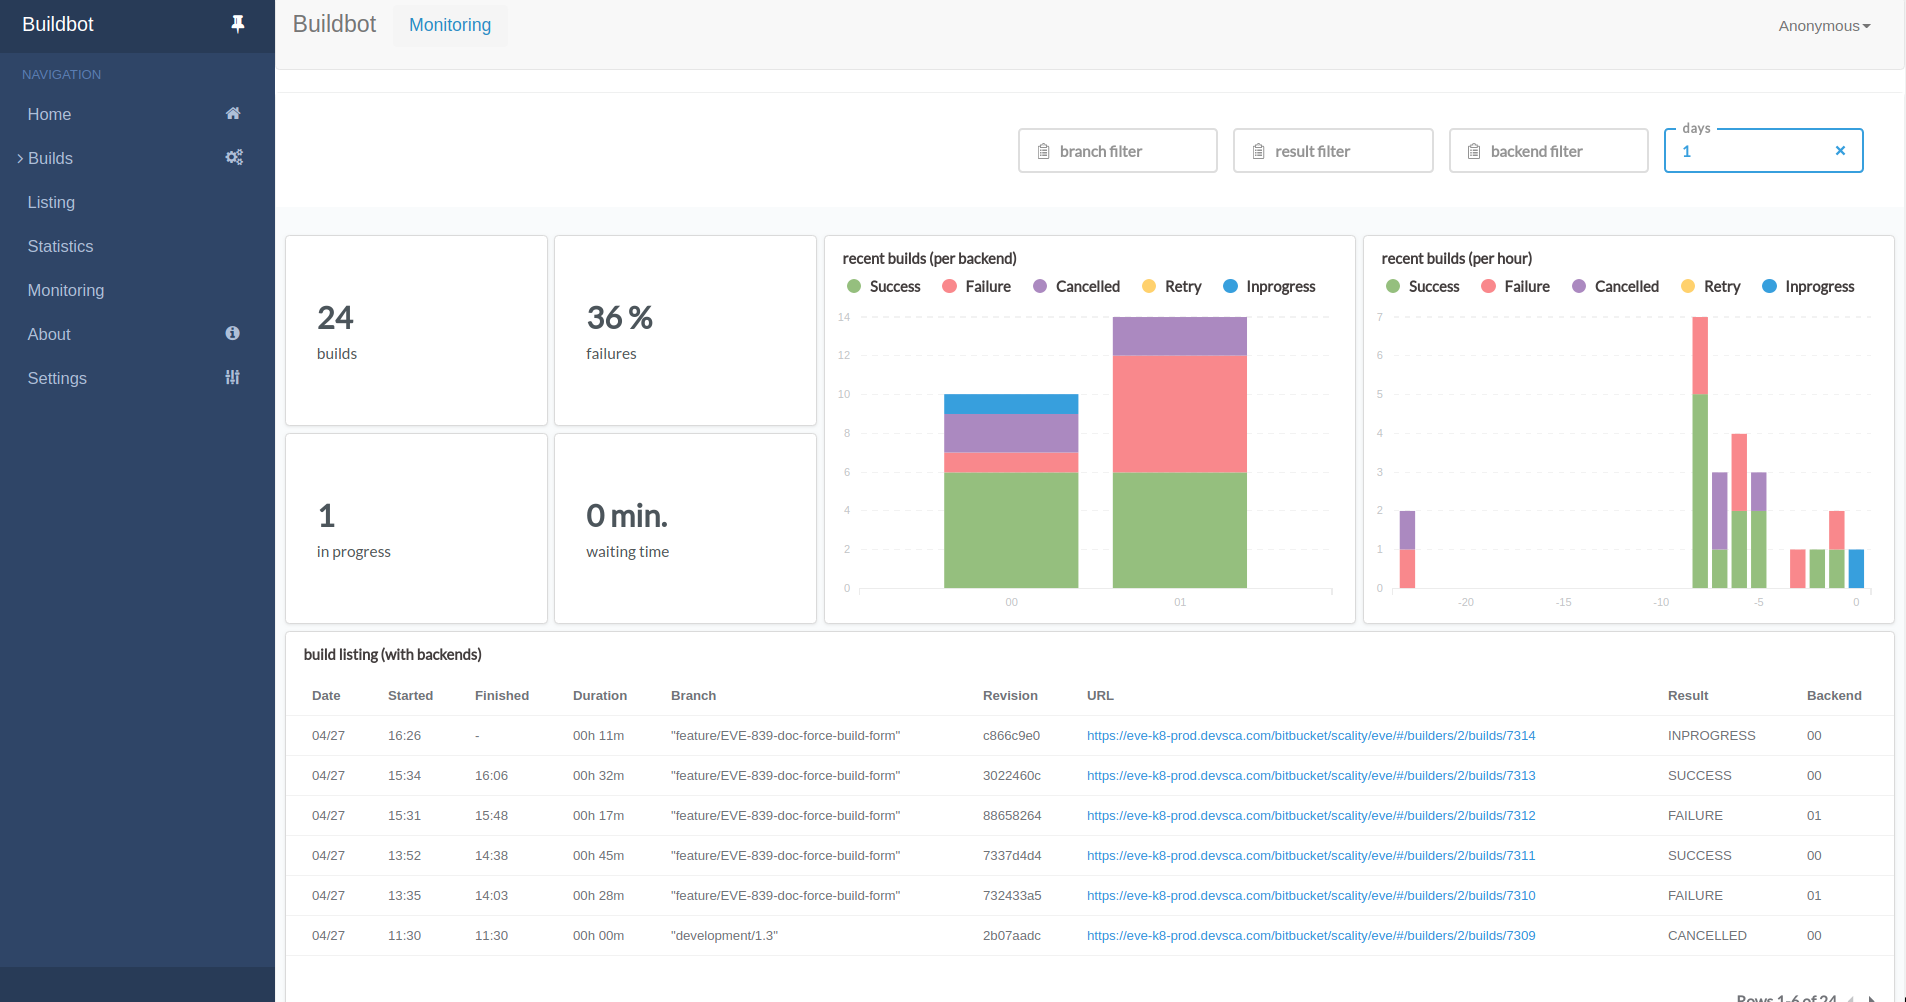 Buildbot
NAVIGATION
Home
Builds
Listing
Statistics
Monitoring
About
Settings
Buildbot Monitoring Anonymous
branch filter result filter backend filter days 1
24
builds
36 %
failures
1
in progress
0 min.
waiting time
recent builds (per backend)
Success Failure Cancelled Retry Inprogress
14
12
10
8
6
4
2
0
00 01
recent builds (per hour)
Success Failure Cancelled Retry Inprogress
7
6
5
4
3
2
1
0
-20 -15 -10 -5 0
build listing (with backends)
Date Started Finished Duration Branch Revision URL Result Backend
04/27 16:26 - 00h 11m "feature/EVE-839-doc-force-build-form" c866c9e0 https://eve-k8-prod.devsca.com/bitbucket/scality/eve/#/builders/2/builds/7314 INPROGRESS 00
04/27 15:34 16:06 00h 32m "feature/EVE-839-doc-force-build-form" 3022460c https://eve-k8-prod.devsca.com/bitbucket/scality/eve/#/builders/2/builds/7313 SUCCESS 00
04/27 15:31 15:48 00h 17m "feature/EVE-839-doc-force-build-form" 88658264 https://eve-k8-prod.devsca.com/bitbucket/scality/eve/#/builders/2/builds/7312 FAILURE 01
04/27 13:52 14:38 00h 45m "feature/EVE-839-doc-force-build-form" 7337d4d4 https://eve-k8-prod.devsca.com/bitbucket/scality/eve/#/builders/2/builds/7311 SUCCESS 00
04/27 13:35 14:03 00h 28m "feature/EVE-839-doc-force-build-form" 732433a5 https://eve-k8-prod.devsca.com/bitbucket/scality/eve/#/builders/2/builds/7310 FAILURE 01
04/27 11:30 11:30 00h 00m "development/1.3" 2b07aadc https://eve-k8-prod.devsca.com/bitbucket/scality/eve/#/builders/2/builds/7309 CANCELLED 00
Rows 1-6 of 24